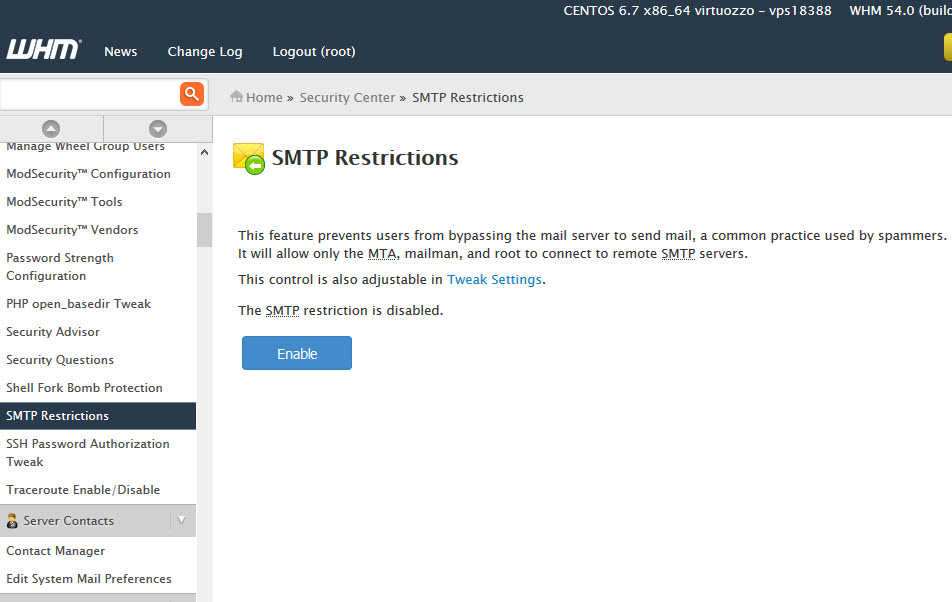 CENTOS 6.7 x86_64 virtuozzo – vps18388 WHM 54.0 (build
WHM News Change Log Logout (root)
Home » Security Center » SMTP Restrictions
Manage Wheel Group Users
ModSecurity™ Configuration
ModSecurity™ Tools
ModSecurity™ Vendors
Password Strength
Configuration
PHP open_basedir Tweak
Security Advisor
Security Questions
Shell Fork Bomb Protection
SMTP Restrictions
SSH Password Authorization
Tweak
Traceroute Enable/Disable
Server Contacts
Contact Manager
Edit System Mail Preferences
SMTP Restrictions
This feature prevents users from bypassing the mail server to send mail, a common practice used by spammers.
It will allow only the MTA, mailman, and root to connect to remote SMTP servers.
This control is also adjustable in Tweak Settings.
The SMTP restriction is disabled.
Enable